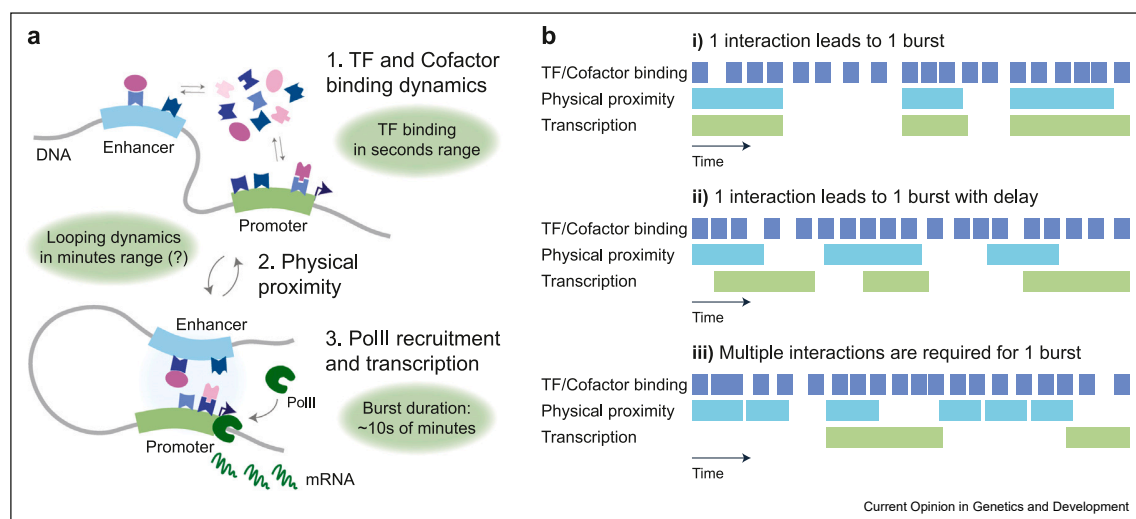 a
1. TF and Cofactor
binding dynamics
TF binding
in seconds range
DNA
Enhancer
Promoter
Looping dynamics
in minutes range (?)
2. Physical
proximity
Enhancer
3. PolII recruitment
and transcription
PolII
Burst duration:
~10s of minutes
Promoter
mRNA
b
i) 1 interaction leads to 1 burst
TF/Cofactor binding
Physical proximity
Transcription
Time
ii) 1 interaction leads to 1 burst with delay
TF/Cofactor binding
Physical proximity
Transcription
Time
iii) Multiple interactions are required for 1 burst
TF/Cofactor binding
Physical proximity
Transcription
Time
Current Opinion in Genetics and Development